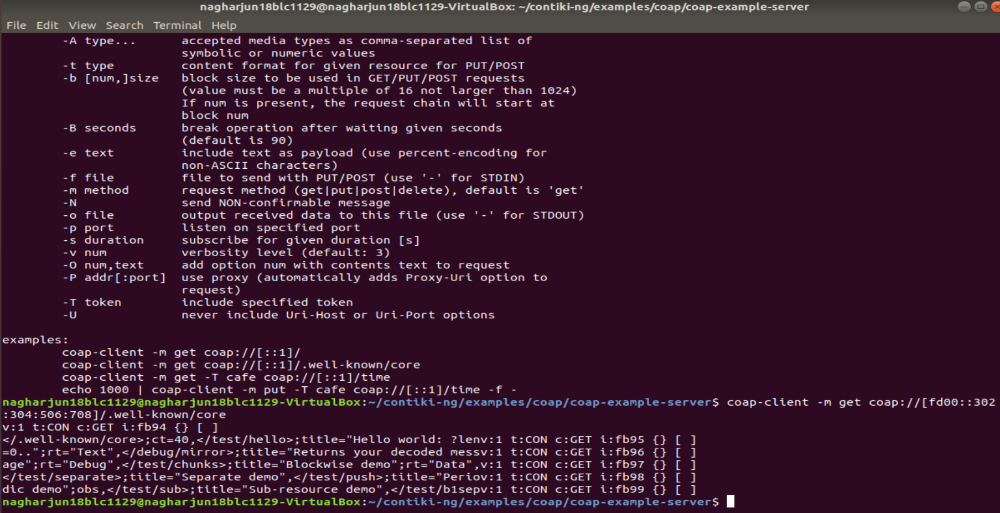 nagharjun18blc1129@nagharjun18blc1129-VirtualBox: ~/contiki-ng/examples/coap/coap-example-server
File Edit View Search Terminal Help
-A type... accepted media types as comma-separated list of
symbolic or numeric values
-t type content format for given resource for PUT/POST
-b [num,]size block size to be used in GET/PUT/POST requests
(value must be a multiple of 16 not larger than 1024)
If num is present, the request chain will start at
block num
-B seconds break operation after waiting given seconds
(default is 90)
-e text include text as payload (use percent-encoding for
non-ASCII characters)
-f file file to send with PUT/POST (use '-' for STDIN)
-m method request method (get|put|post|delete), default is 'get'
-N send NON-confirmable message
-o file output received data to this file (use '-' for STDOUT)
-p port listen on specified port
-s duration subscribe for given duration [s]
-v num verbosity level (default: 3)
-O num,text add option num with contents text to request
-P addr[:port] use proxy (automatically adds Proxy-Uri option to
request)
-T token include specified token
-U never include Uri-Host or Uri-Port options
examples:
coap-client -m get coap://[::1]/
coap-client -m get coap://[::1]/.well-known/core
coap-client -m get -T cafe coap://[::1]/time
echo 1000 | coap-client -m put -T cafe coap://[::1]/time -f -
nagharjun18blc1129@nagharjun18blc1129-VirtualBox:~/contiki-ng/examples/coap/coap-example-server$ coap-client -m get coap://[fd00::302
:304:506:708]/.well-known/core
v:1 t:CON c:GET i:fb94 {} [ ]
</.well-known/core>;ct=40,</test/hello>;title="Hello world: ?lenv:1 t:CON c:GET i:fb95 {} [ ]
=0..";rt="Text",</debug/mirror>;title="Returns your decoded messv:1 t:CON c:GET i:fb96 {} [ ]
age";rt="Debug",</test/chunks>;title="Blockwise demo";rt="Data",v:1 t:CON c:GET i:fb97 {} [ ]
</test/separate>;title="Separate demo",</test/push>;title="Periov:1 t:CON c:GET i:fb98 {} [ ]
dic demo";obs,</test/sub>;title="Sub-resource demo",</test/b1sepv:1 t:CON c:GET i:fb99 {} [ ]
nagharjun18blc1129@nagharjun18blc1129-VirtualBox:~/contiki-ng/examples/coap/coap-example-server$